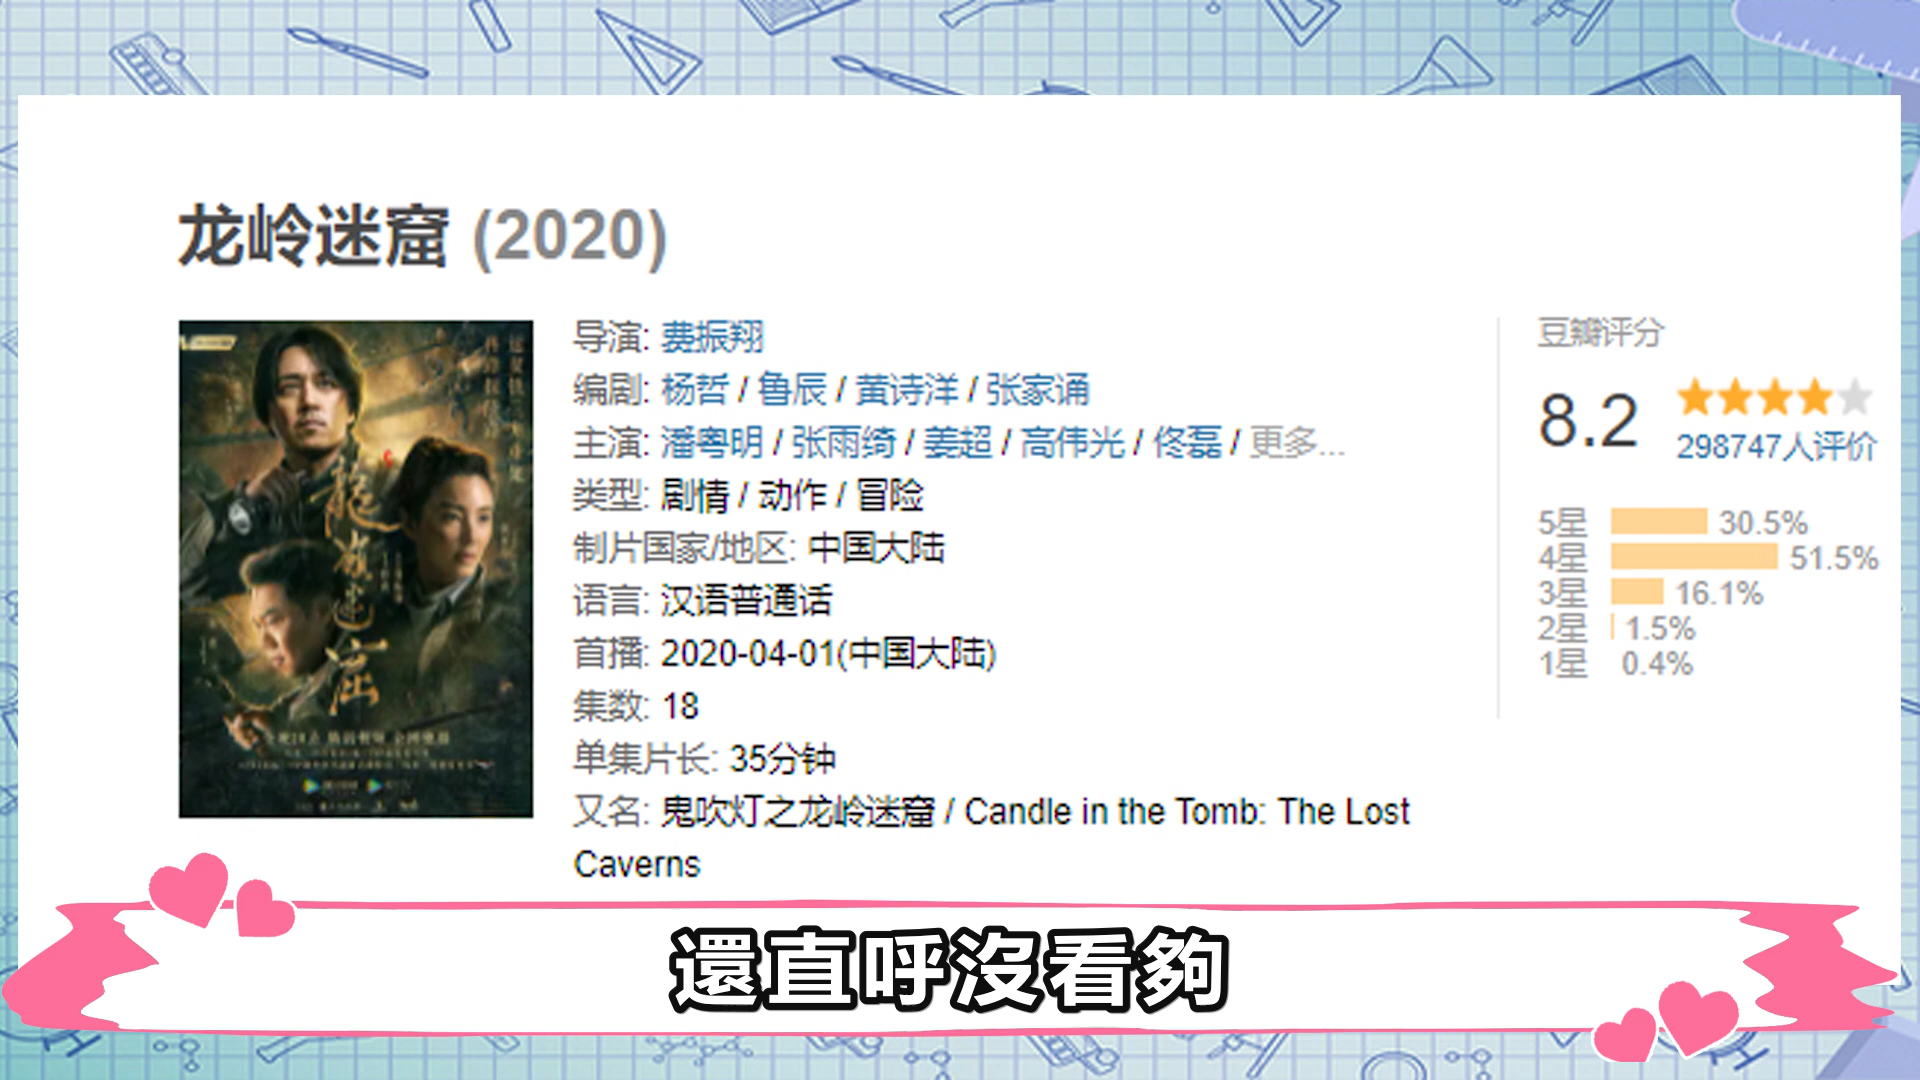 龙岭迷窟 (2020)
导演: 费振翔
编剧: 杨哲 / 鲁辰 / 黄诗洋 / 张家诵
主演: 潘粤明 / 张雨绮 / 姜超 / 高伟光 / 佟磊 / 更多...
类型: 剧情 / 动作 / 冒险
制片国家/地区: 中国大陆
语言: 汉语普通话
首播: 2020-04-01(中国大陆)
集数: 18
单集片长: 35分钟
又名: 鬼吹灯之龙岭迷窟 / Candle in the Tomb: The Lost
Caverns
豆瓣评分
8.2
298747人评价
5星 30.5%
4星 51.5%
3星 16.1%
2星 1.5%
1星 0.4%
龍嶺迷窟
還直呼沒看夠